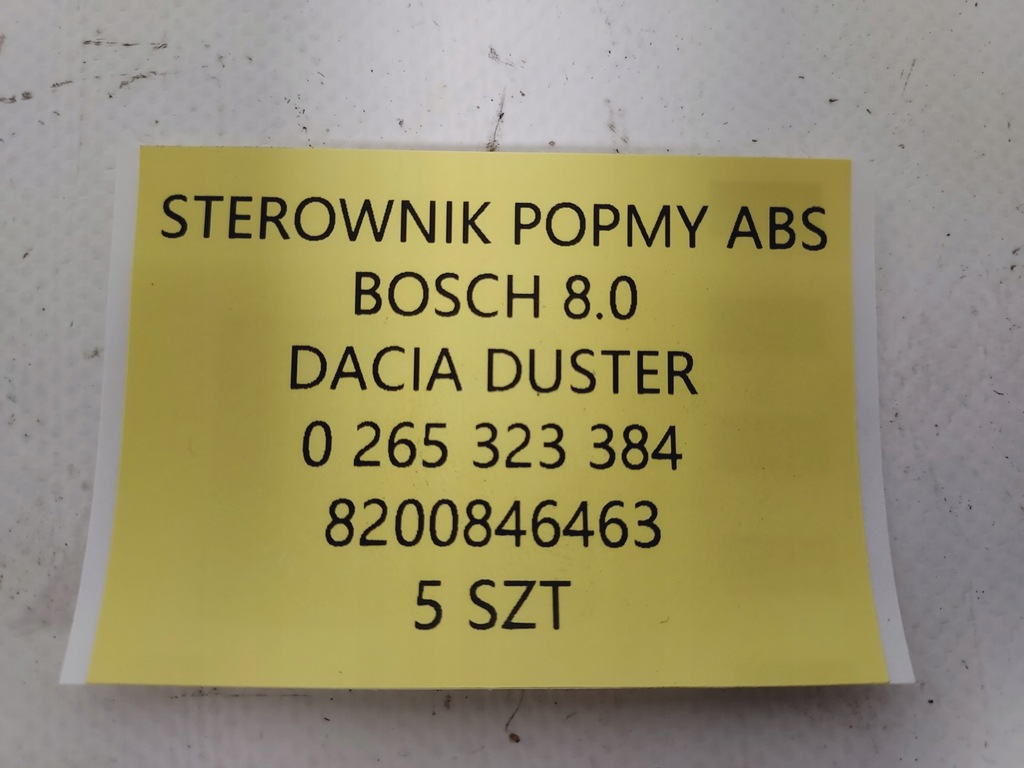 STEROWNIK POPMY ABS
BOSCH 8.0
DACIA DUSTER
0 265 323 384
8200846463
5 SZT